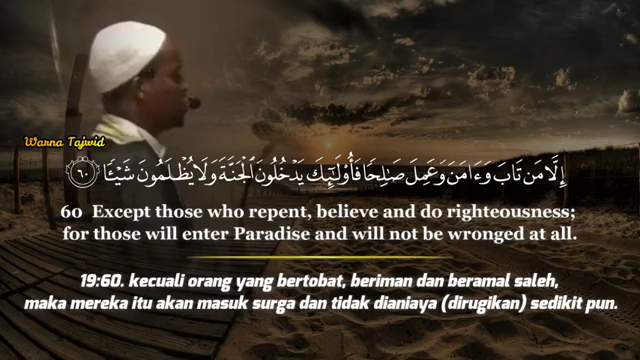 Warna Tajwid
إِلَّا مَن تَابَ وَءَامَنَ وَعَمِلَ صَٰلِحًا فَأُو۟لَٰٓئِكَ يَدْخُلُونَ ٱلْجَنَّةَ وَلَا يُظْلَمُونَ شَيْـًٔا ٦٠
60 Except those who repent, believe and do righteousness;
for those will enter Paradise and will not be wronged at all.
19:60. kecuali orang yang bertobat, beriman dan beramal saleh,
maka mereka itu akan masuk surga dan tidak dianiaya (dirugikan) sedikit pun.